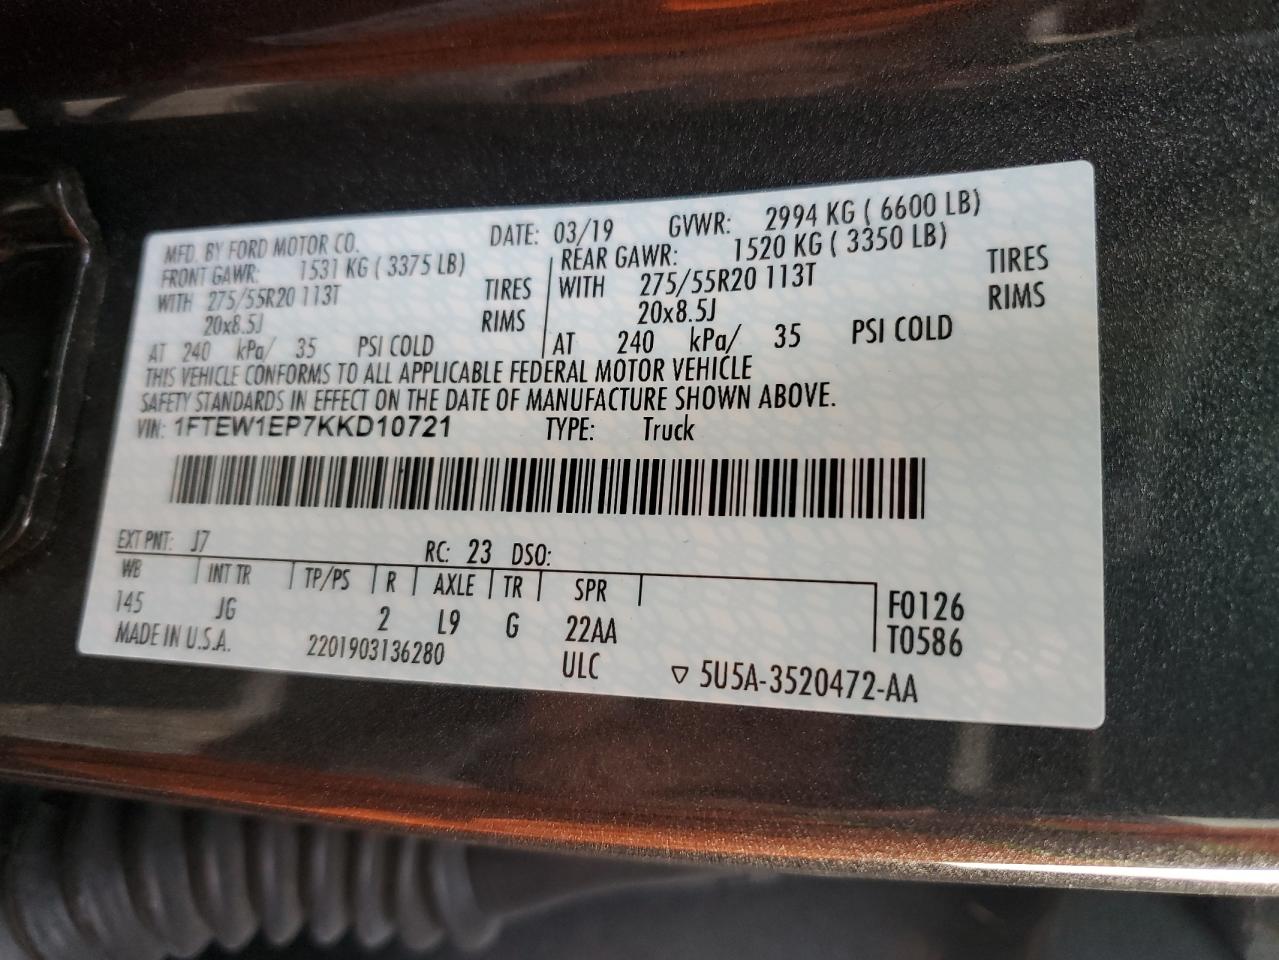 MFD. BY FORD MOTOR CO. DATE: 03/19 GVWR: 2994 KG ( 6600 LB)
FRONT GAWR: 1531 KG ( 3375 LB) REAR GAWR: 1520 KG ( 3350 LB)
WITH 275/55R20 113T TIRES WITH 275/55R20 113T TIRES
20x8.5J RIMS 20x8.5J RIMS
AT 240 kPa/ 35 PSI COLD AT 240 kPa/ 35 PSI COLD
THIS VEHICLE CONFORMS TO ALL APPLICABLE FEDERAL MOTOR VEHICLE
SAFETY STANDARDS IN EFFECT ON THE DATE OF MANUFACTURE SHOWN ABOVE.
VIN: 1FTEW1EP7KKD10721 TYPE: Truck
EXT PNT: J7 RC: 23 DSO:
WB INT TR TP/PS R AXLE TR SPR F0126
145 JG 2 L9 G 22AA T0586
MADE IN U.S.A. 2201903136280 ULC ▽ 5U5A-3520472-AA